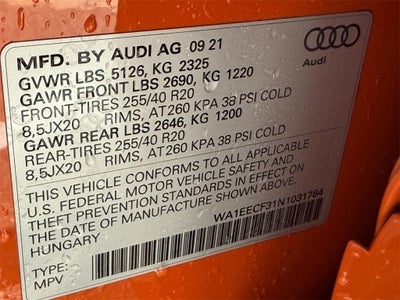 MFD. BY AUDI AG 09 21
GVWR LBS 5126, KG 2325
GAWR FRONT LBS 2690, KG 1220
FRONT-TIRES 255/40 R20
8,5JX20 RIMS, AT260 KPA 38 PSI COLD
GAWR REAR LBS 2646, KG 1200
REAR-TIRES 255/40 R20
8,5JX20 RIMS, AT260 KPA 38 PSI COLD
THIS VEHICLE CONFORMS TO ALL APPLICABLE
U.S. FEDERAL MOTOR VEHICLE SAFETY AND
THEFT PREVENTION STANDARDS IN EFFECT ON
THE DATE OF MANUFACTURE SHOWN ABOVE.
HUNGARY
WA1EECF31N1031764
TYPE:
MPV
Audi